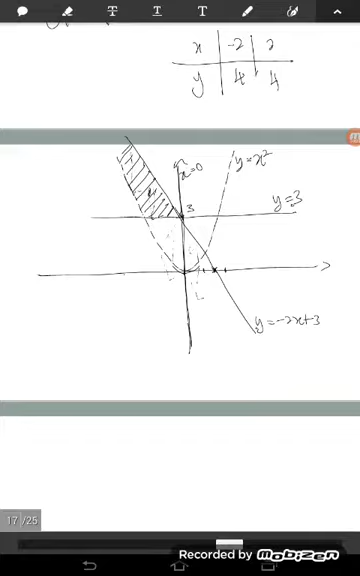 x -2 2
y 4 4
x=0
y=x²
y=3
3
y=-2x+3
17 /25
Recorded by Mobizen